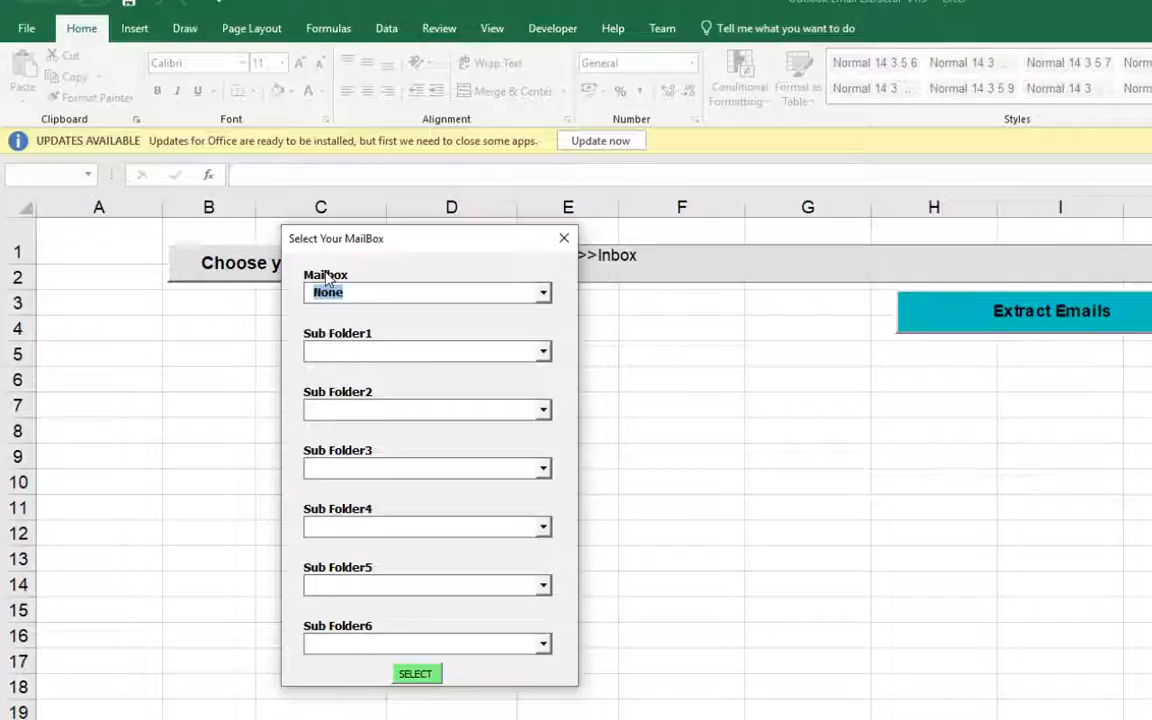 File Home Insert Draw Page Layout Formulas Data Review View Developer Help Team Tell me what you want to do
Cut
Copy
Format Painter
Paste
Clipboard
Calibri 11
B I U
Font
Wrap Text
Merge & Center
Alignment
General
Number
Conditional Formatting
Format as Table
Normal 14 3 5 6 Normal 14 3 Normal 14 3 5 7
Normal 14 3 Normal 14 3 5 9 Normal 14 3
Styles
UPDATES AVAILABLE Updates for Office are ready to be installed, but first we need to close some apps. Update now
fx
A B C D E F G H I
1
2
3
4
5
6
7
8
9
10
11
12
13
14
15
16
17
18
19
Choose y
>>Inbox
Extract Emails
Select Your MailBox
Mailbox
None
Sub Folder1
Sub Folder2
Sub Folder3
Sub Folder4
Sub Folder5
Sub Folder6
SELECT